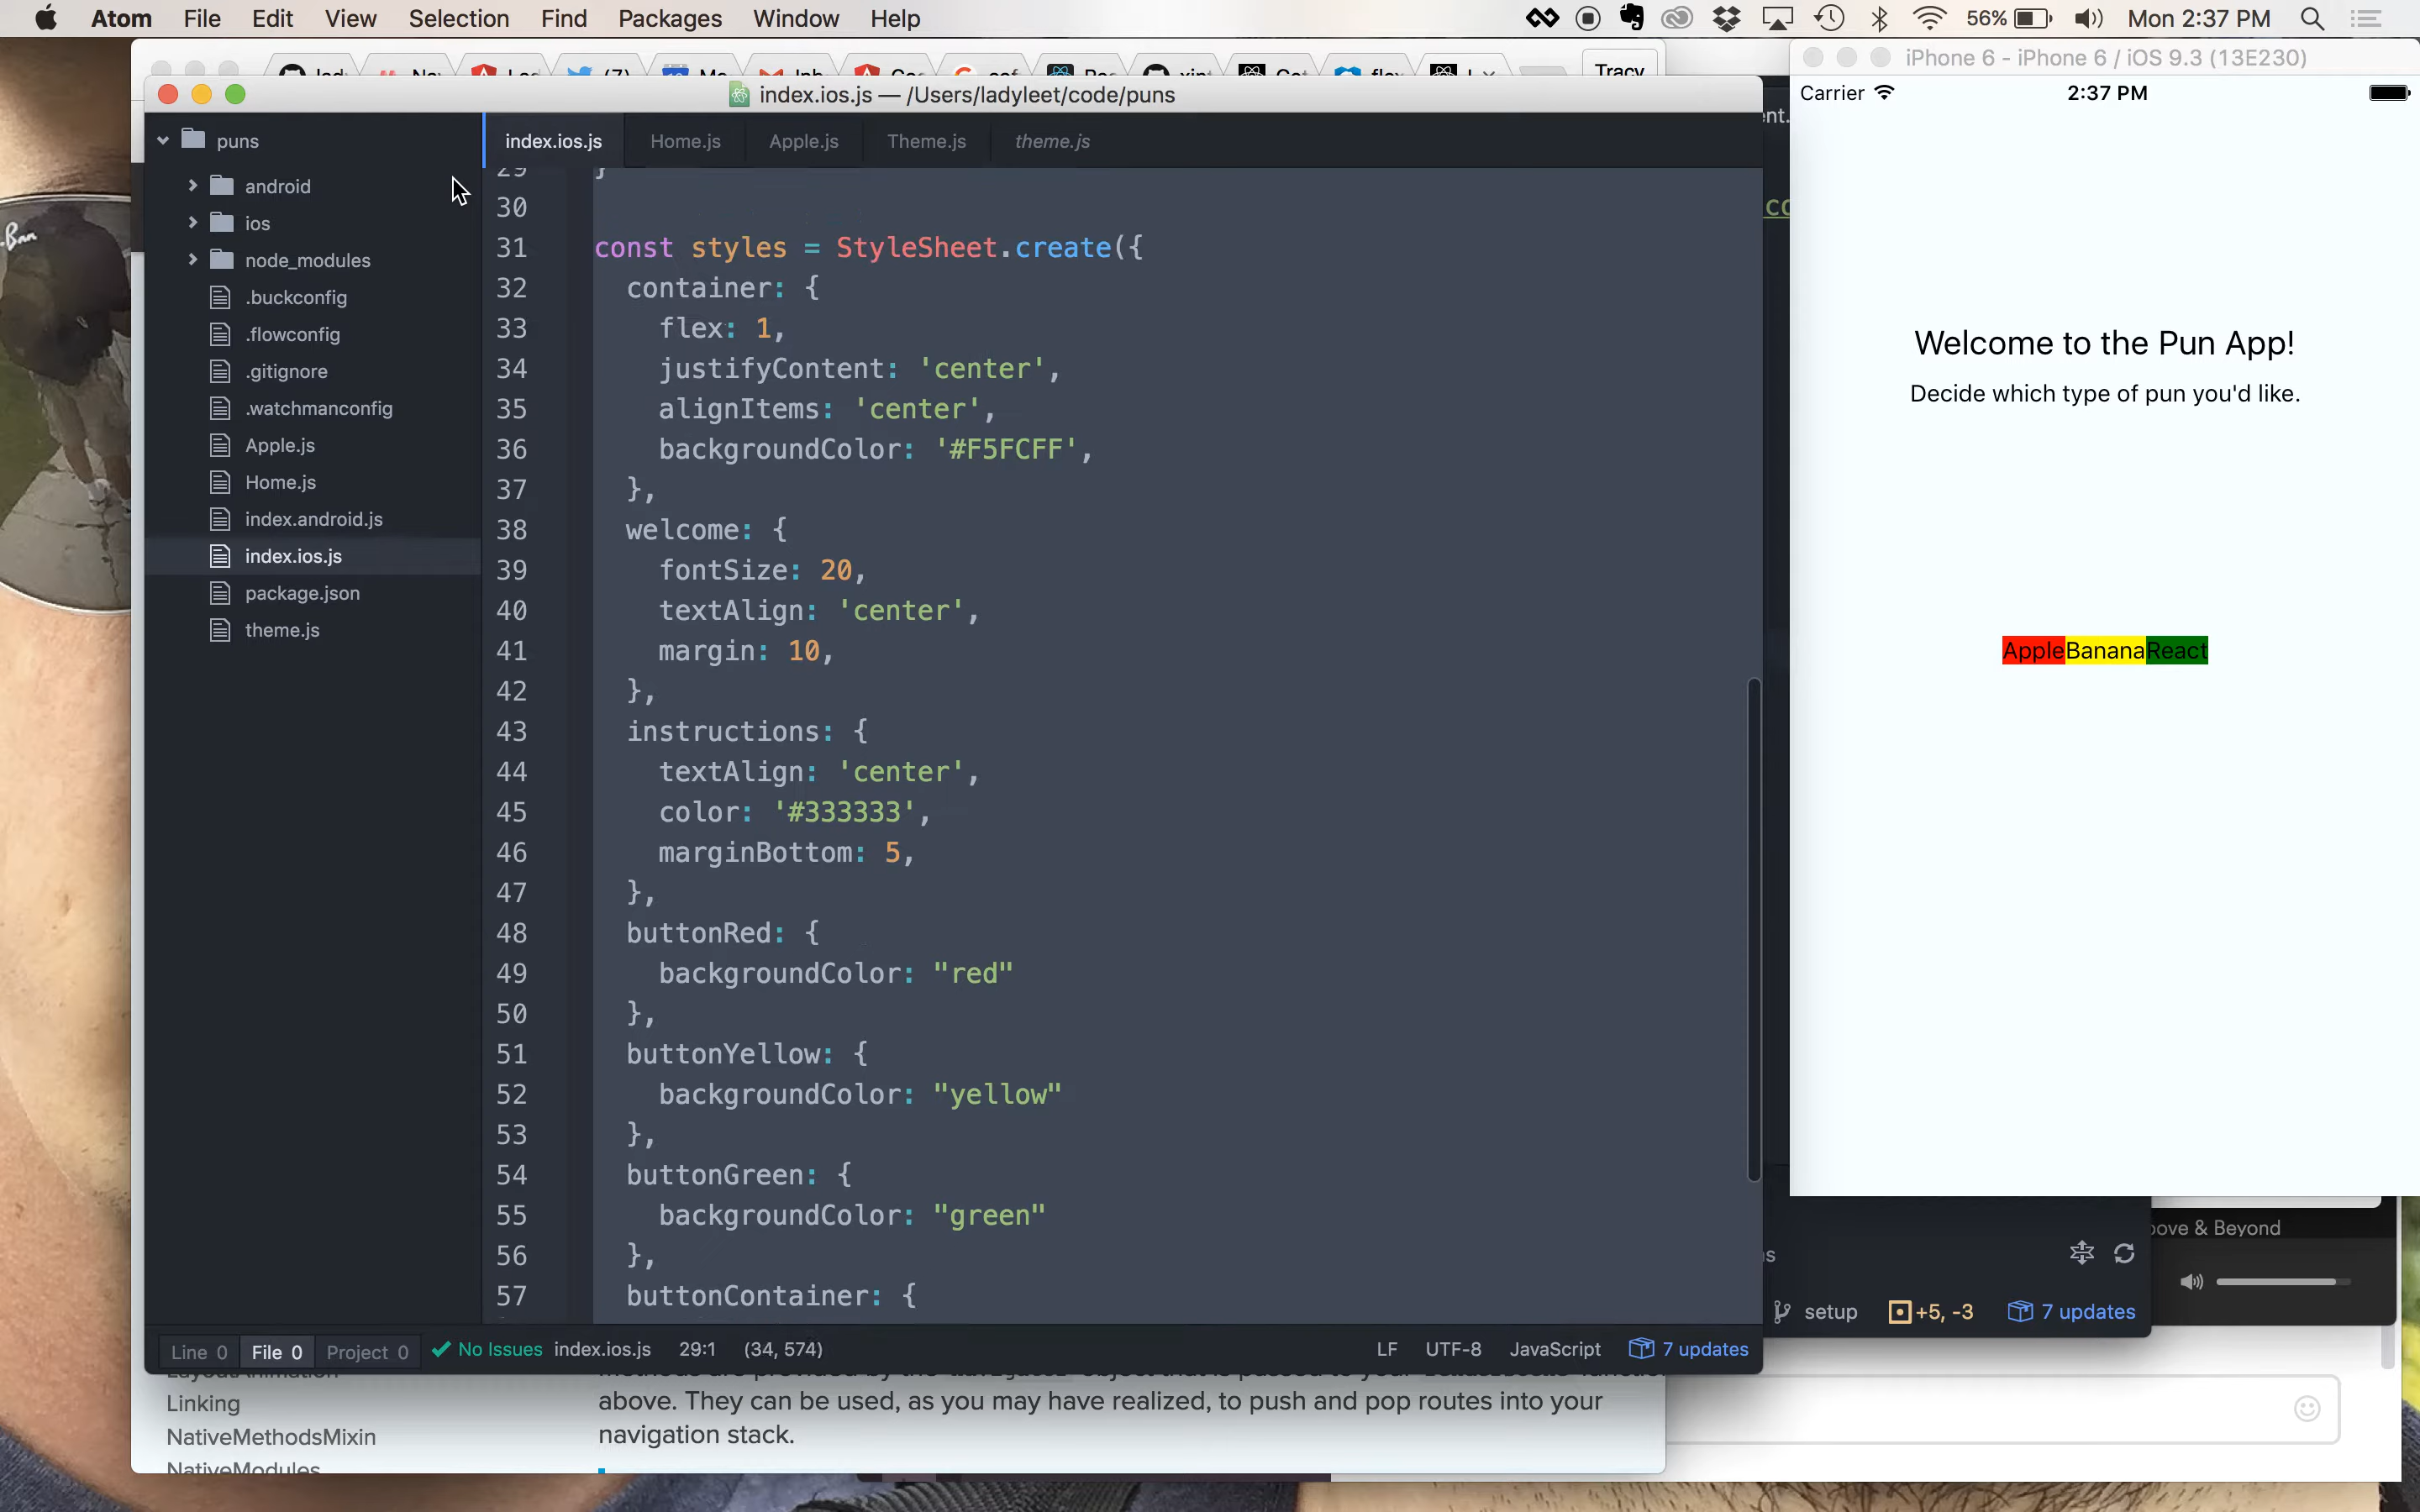 Atom File Edit View Selection Find Packages Window Help
56% Mon 2:37 PM
Tracy
iPhone 6 - iPhone 6 / iOS 9.3 (13E230)
index.ios.js — /Users/ladyleet/code/puns
Carrier 2:37 PM
puns
android
ios
node_modules
.buckconfig
.flowconfig
.gitignore
.watchmanconfig
Apple.js
Home.js
index.android.js
index.ios.js
package.json
theme.js
index.ios.js Home.js Apple.js Theme.js theme.js
29 }
30
31 const styles = StyleSheet.create({
32 container: {
33 flex: 1,
34 justifyContent: 'center',
35 alignItems: 'center',
36 backgroundColor: '#F5FCFF',
37 },
38 welcome: {
39 fontSize: 20,
40 textAlign: 'center',
41 margin: 10,
42 },
43 instructions: {
44 textAlign: 'center',
45 color: '#333333',
46 marginBottom: 5,
47 },
48 buttonRed: {
49 backgroundColor: "red"
50 },
51 buttonYellow: {
52 backgroundColor: "yellow"
53 },
54 buttonGreen: {
55 backgroundColor: "green"
56 },
57 buttonContainer: {
Line 0 File 0 Project 0 No Issues index.ios.js 29:1 (34, 574) LF UTF-8 JavaScript 7 updates
Welcome to the Pun App!
Decide which type of pun you'd like.
AppleBananaReact
& Beyond
setup +5, -3 7 updates
Linking
NativeMethodsMixin
NativeModules
above. They can be used, as you may have realized, to push and pop routes into your
navigation stack.